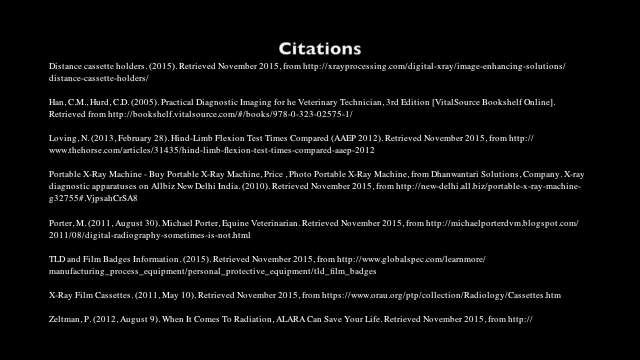 Citations
Distance cassette holders. (2015). Retrieved November 2015, from http://xrayprocessing.com/digital-xray/image-enhancing-solutions/
distance-cassette-holders/
Han, C.M., Hurd, C.D. (2005). Practical Diagnostic Imaging for he Veterinary Technician, 3rd Edition [VitalSource Bookshelf Online].
Retrieved from http://bookshelf.vitalsource.com/#/books/978-0-323-02575-1/
Loving, N. (2013, February 28). Hind-Limb Flexion Test Times Compared (AAEP 2012). Retrieved November 2015, from http://
www.thehorse.com/articles/31435/hind-limb-flexion-test-times-compared-aaep-2012
Portable X-Ray Machine - Buy Portable X-Ray Machine, Price , Photo Portable X-Ray Machine, from Dhanwantari Solutions, Company. X-ray
diagnostic apparatuses on Allbiz New Delhi India. (2010). Retrieved November 2015, from http://new-delhi.all.biz/portable-x-ray-machine-
g32755#.VjpsahCrSA8
Porter, M. (2011, August 30). Michael Porter, Equine Veterinarian. Retrieved November 2015, from http://michaelporterdvm.blogspot.com/
2011/08/digital-radiography-sometimes-is-not.html
TLD and Film Badges Information. (2015). Retrieved November 2015, from http://www.globalspec.com/learnmore/
manufacturing_process_equipment/personal_protective_equipment/tld_film_badges
X-Ray Film Cassettes. (2011, May 10). Retrieved November 2015, from https://www.orau.org/ptp/collection/Radiology/Cassettes.htm
Zeltman, P. (2012, August 9). When It Comes To Radiation, ALARA Can Save Your Life. Retrieved November 2015, from http://